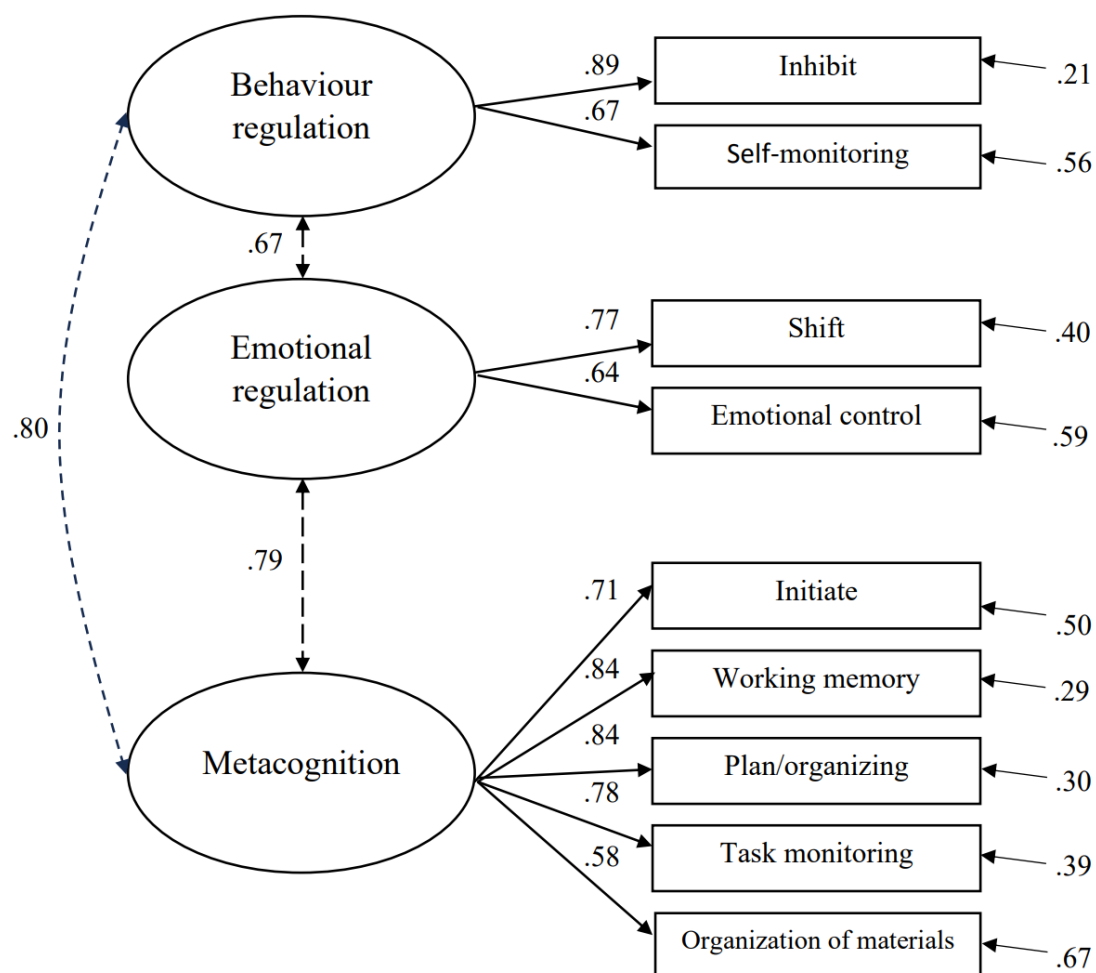 Behaviour
regulation
.89
Inhibit
.21
.67
Self-monitoring
.56
.67
Emotional
regulation
.77
Shift
.40
.64
Emotional control
.59
.80
.79
Metacognition
.71
Initiate
.50
.84
Working memory
.29
.84
Plan/organizing
.30
.78
Task monitoring
.39
.58
Organization of materials
.67